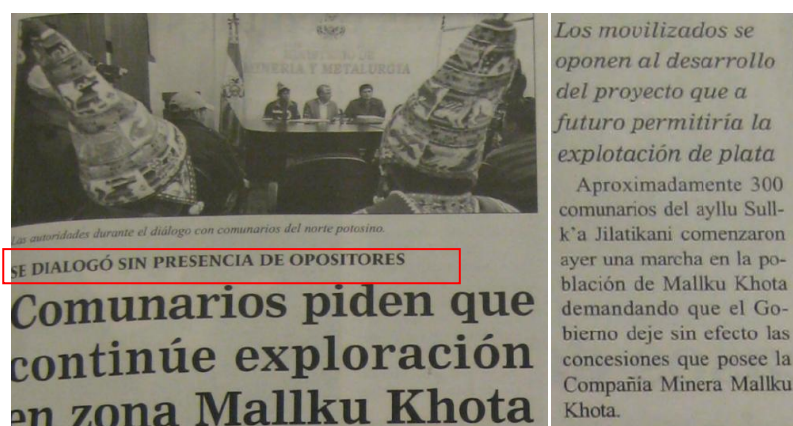 MINISTERIO DE
MINERIA Y METALURGIA
Las autoridades durante el diálogo con comunarios del norte potosino.
SE DIALOGÓ SIN PRESENCIA DE OPOSITORES
Comunarios piden que
continúe exploración
en zona Mallku Khota
Los movilizados se
oponen al desarrollo
del proyecto que a
futuro permitiría la
explotación de plata
Aproximadamente 300
comunarios del ayllu Sull-
k'a Jilatikani comenzaron
ayer una marcha en la po-
blación de Mallku Khota
demandando que el Go-
bierno deje sin efecto las
concesiones que posee la
Compañía Minera Mallku
Khota.